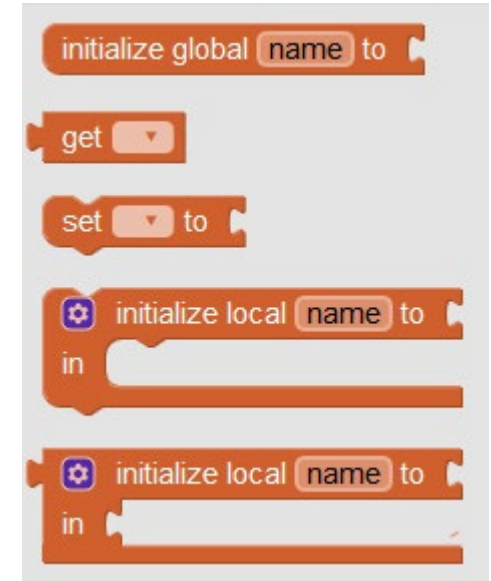 initialize global name to
get
set to
initialize local name to
in
initialize local name to
in